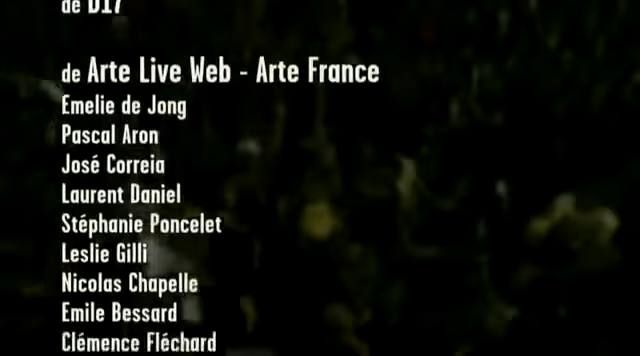 de D17
de Arte Live Web - Arte France
Emelie de Jong
Pascal Aron
José Correia
Laurent Daniel
Stéphanie Poncelet
Leslie Gilli
Nicolas Chapelle
Emile Bessard
Clémence Fléchard